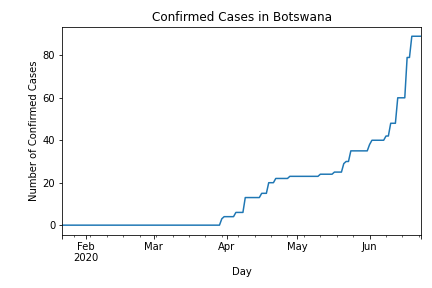 Confirmed Cases in Botswana
Number of Confirmed Cases
80
60
40
20
0
Feb
2020
Mar
Apr
May
Jun
Day